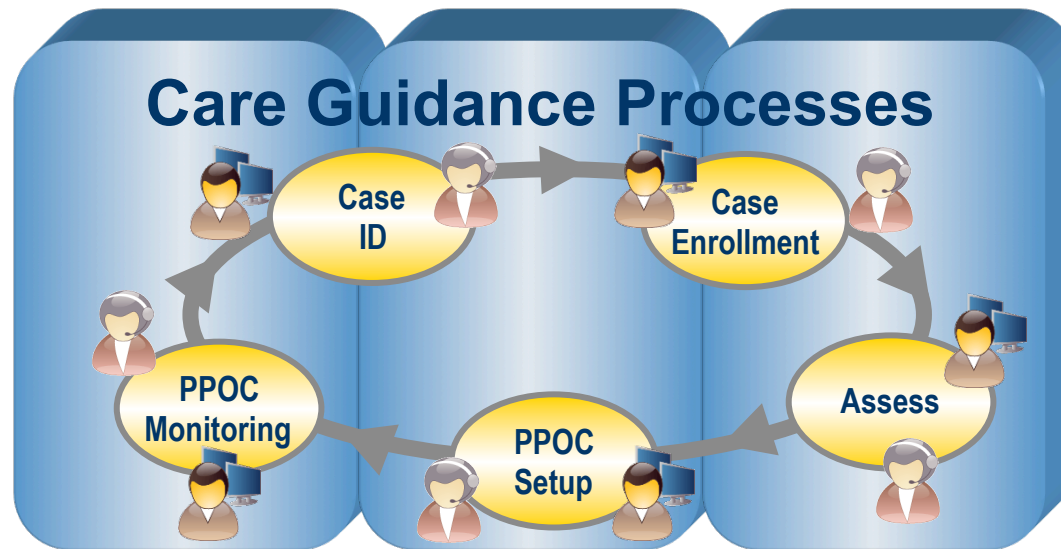 Care Guidance Processes
Case
ID
Case
Enrollment
Assess
PPOC
Setup
PPOC
Monitoring